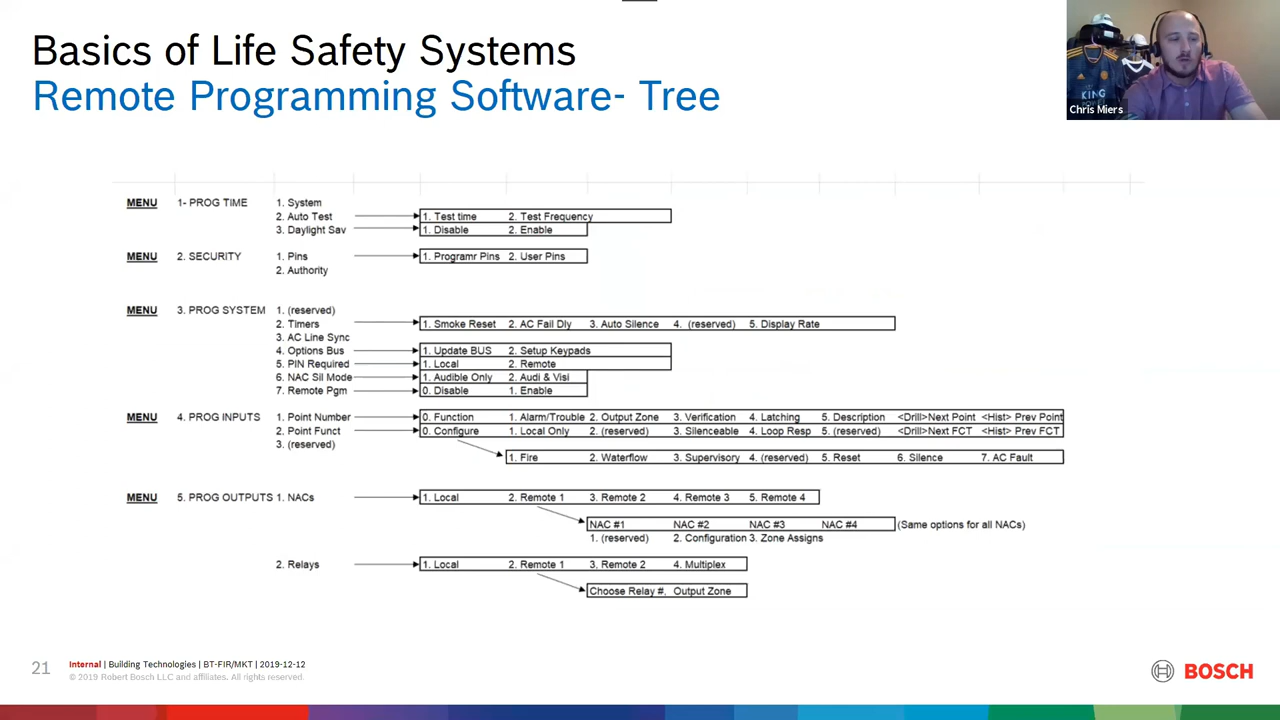 Basics of Life Safety Systems
Remote Programming Software- Tree
KING
Chris Miers
MENU 1- PROG TIME 1. System
2. Auto Test 1. Test time 2. Test Frequency
3. Daylight Sav 1. Disable 2. Enable
MENU 2. SECURITY 1. Pins 1. Programr Pins 2. User Pins
2. Authority
MENU 3. PROG SYSTEM 1. (reserved)
2. Timers 1. Smoke Reset 2. AC Fail Dly 3. Auto Silence 4. (reserved) 5. Display Rate
3. AC Line Sync
4. Options Bus 1. Update BUS 2. Setup Keypads
5. PIN Required 1. Local 2. Remote
6. NAC Sil Mode 1. Audible Only 2. Audi & Visi
7. Remote Pgm 0. Disable 1. Enable
MENU 4. PROG INPUTS 1. Point Number 0. Function 1. Alarm/Trouble 2. Output Zone 3. Verification 4. Latching 5. Description <Drill>Next Point <Hist> Prev Point
2. Point Funct 0. Configure 1. Local Only 2. (reserved) 3. Silenceable 4. Loop Resp 5. (reserved) <Drill>Next FCT <Hist> Prev FCT
3. (reserved)
1. Fire 2. Waterflow 3. Supervisory 4. (reserved) 5. Reset 6. Silence 7. AC Fault
MENU 5. PROG OUTPUTS 1. NACs 1. Local 2. Remote 1 3. Remote 2 4. Remote 3 5. Remote 4
NAC #1 NAC #2 NAC #3 NAC #4 (Same options for all NACs)
1. (reserved) 2. Configuration 3. Zone Assigns
2. Relays 1. Local 2. Remote 1 3, Remote 2 4. Multiplex
Choose Relay #, Output Zone
21 Internal | Building Technologies | BT-FIR/MKT | 2019-12-12
© 2019 Robert Bosch LLC and affiliates. All rights reserved.
BOSCH